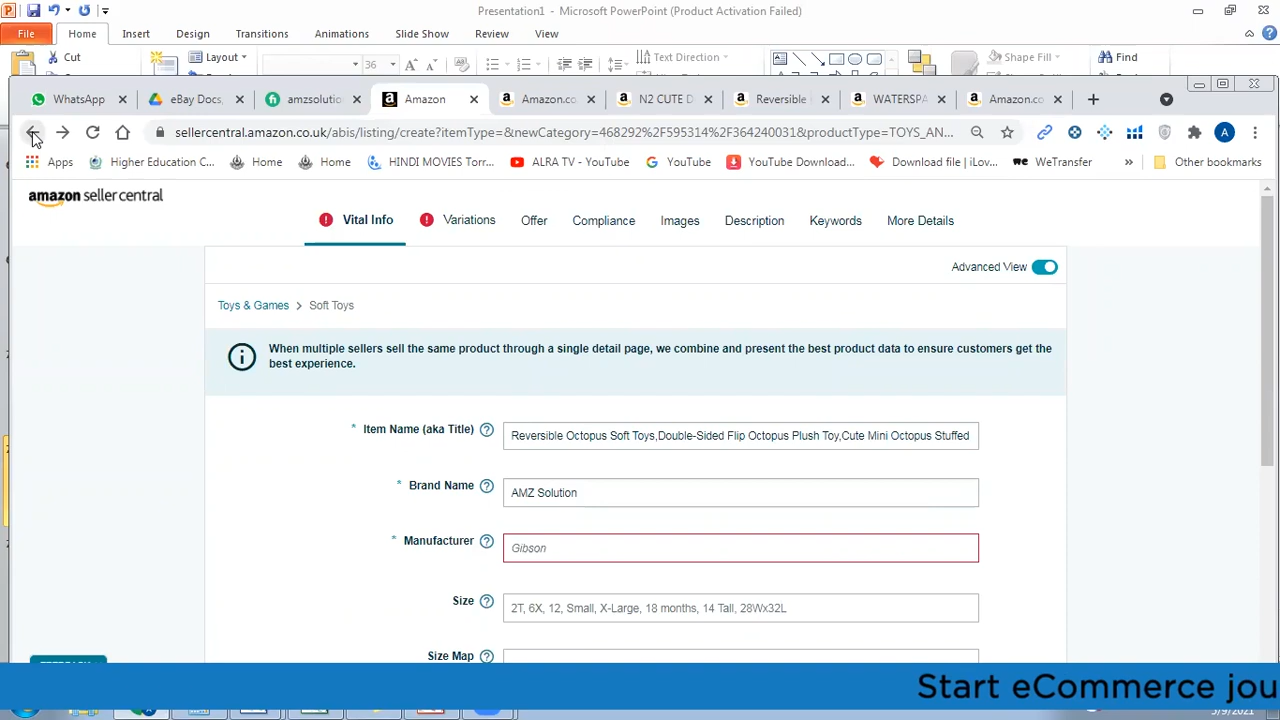 Presentation1 - Microsoft PowerPoint (Product Activation Failed)
File Home Insert Design Transitions Animations Slide Show Review View
Cut Layout 36 Text Direction Shape Fill Find
WhatsApp eBay Docs, amzsolutio Amazon Amazon.co N2 CUTE D Reversible WATERSPA Amazon.co
sellercentral.amazon.co.uk/abis/listing/create?itemType=&newCategory=468292%2F595314%2F364240031&productType=TOYS_AN...
Apps Higher Education C... Home Home HINDI MOVIES Torr... ALRA TV - YouTube YouTube YouTube Download... Download file | iLov... WeTransfer » Other bookmarks
amazon seller central
Vital Info Variations Offer Compliance Images Description Keywords More Details
Advanced View
Toys & Games > Soft Toys
When multiple sellers sell the same product through a single detail page, we combine and present the best product data to ensure customers get the
best experience.
* Item Name (aka Title) ? Reversible Octopus Soft Toys,Double-Sided Flip Octopus Plush Toy,Cute Mini Octopus Stuffed
* Brand Name ? AMZ Solution
* Manufacturer ? Gibson
Size ? 2T, 6X, 12, Small, X-Large, 18 months, 14 Tall, 28Wx32L
Size Map ?
Start eCommerce jou